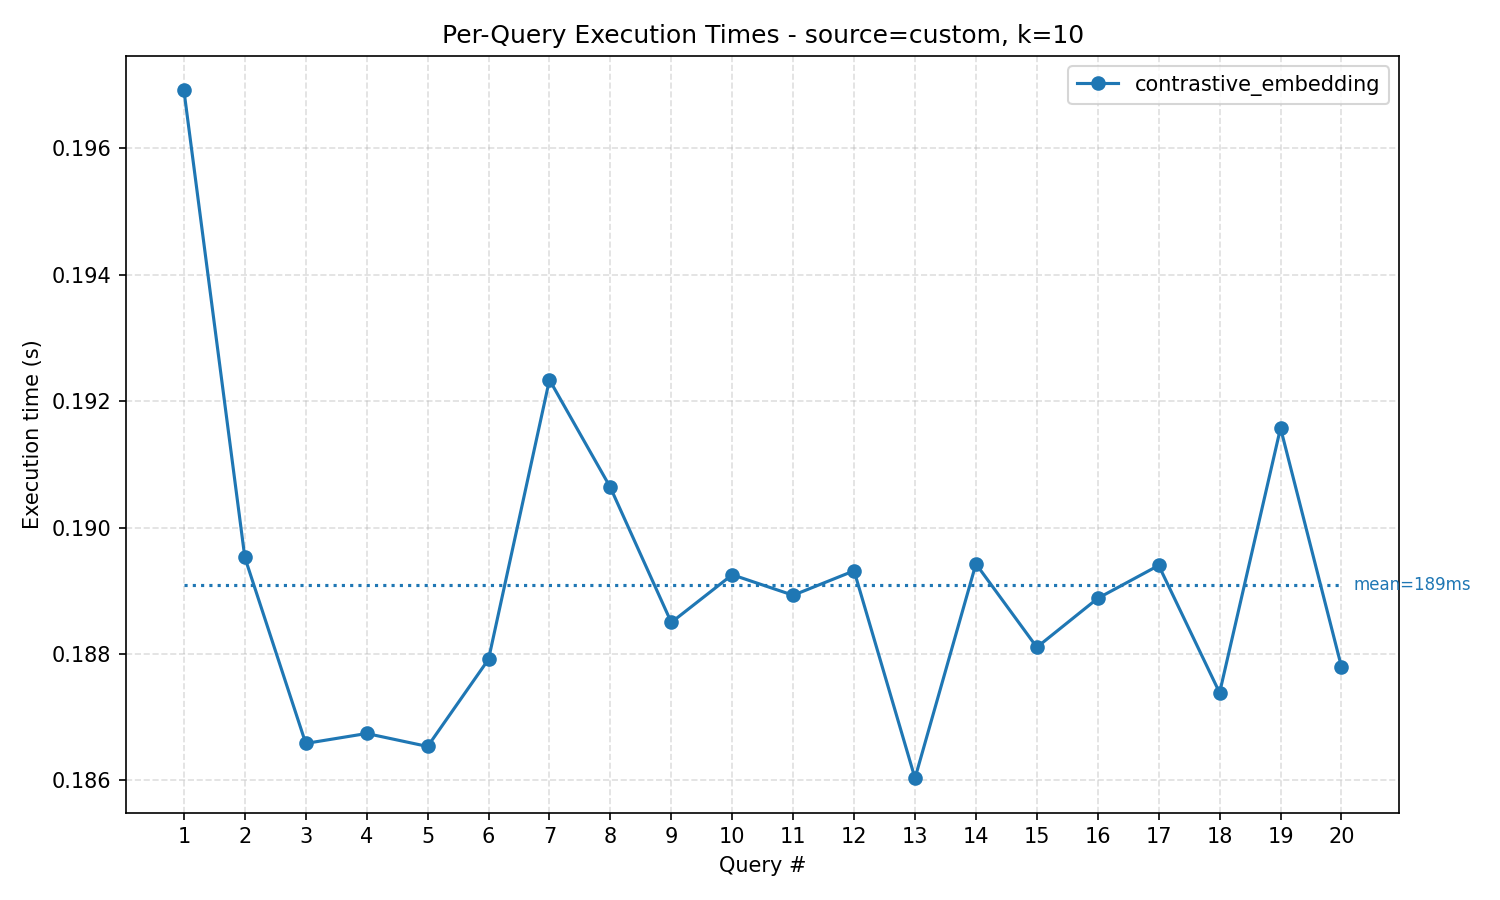 Per-Query Execution Times - source=custom, k=10
contrastive_embedding
Execution time (s)
0.196
0.194
0.192
0.190
0.188
0.186
mean=189ms
1 2 3 4 5 6 7 8 9 10 11 12 13 14 15 16 17 18 19 20
Query #